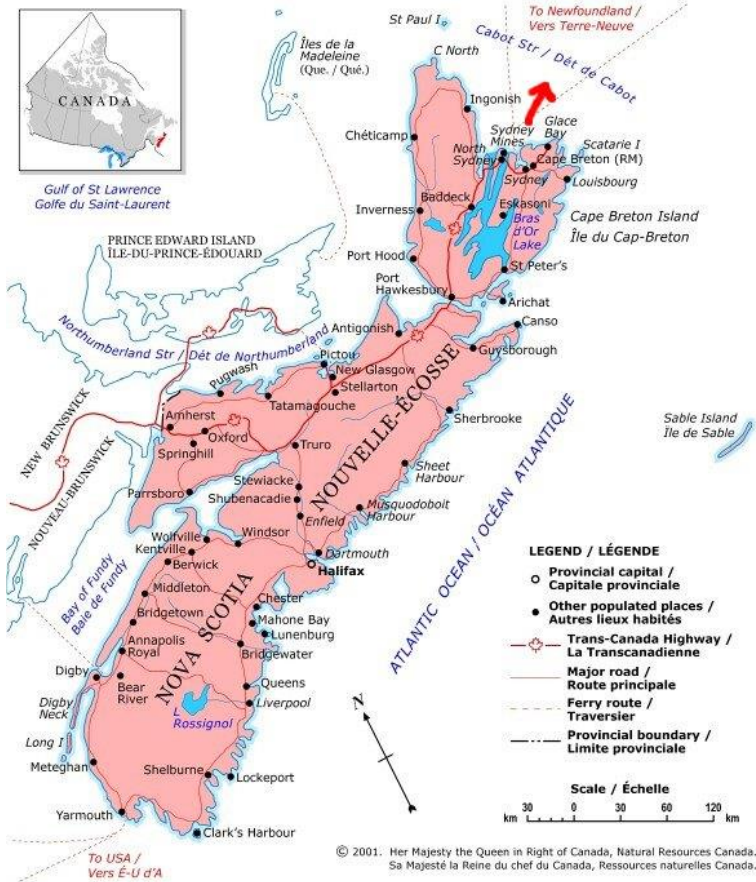 To Newfoundland /
Vers Terre-Neuve
St Paul I
Cabot Str / Dét de Cabot
Îles de la
Madeleine
(Que. / Qué.)
C North
CANADA
Ingonish
Glace
Bay
Sydney
Mines
Scatarie I
Chéticamp
North
Sydney
Cape Breton (RM)
Sydney
Louisbourg
Gulf of St Lawrence
Golfe du Saint-Laurent
Baddeck
Eskasoni
Inverness
Bras
d'Or
Lake
Cape Breton Island
Île du Cap-Breton
PRINCE EDWARD ISLAND
ÎLE-DU-PRINCE-ÉDOUARD
Port Hood
St Peter's
Port
Hawkesbury
Arichat
Northumberland Str / Dét de Northumberland
Antigonish
Canso
Pictou
Guysborough
New Glasgow
Pugwash
Stellarton
Tatamagouche
NOUVELLE-ÉCOSSE
Amherst
Sherbrooke
Sable Island
Île de Sable
Oxford
NEW BRUNSWICK
Springhill
Truro
Sheet
Harbour
NOUVEAU-BRUNSWICK
Parrsboro
Stewiacke
Shubenacadie
Musquodoboit
Harbour
Enfield
ATLANTIC OCÉAN / OCÉAN ATLANTIQUE
Wolfville
Windsor
Kentville
Dartmouth
Berwick
Halifax
Bay of Fundy
Baie de Fundy
Middleton
Chester
Bridgetown
Mahone Bay
Lunenburg
NOVA SCOTIA
Annapolis
Royal
Bridgewater
Digby
Bear
River
Queens
Digby
Neck
L
Rossignol
Liverpool
Long I
Meteghan
Shelburne
Lockeport
Yarmouth
Clark's Harbour
To USA /
Vers É-U d'A
N
LEGEND / LÉGENDE
Provincial capital /
Capitale provinciale
Other populated places /
Autres lieux habités
Trans-Canada Highway /
La Transcanadienne
Major road /
Route principale
Ferry route /
Traversier
Provincial boundary /
Limite provinciale
Scale / Échelle
30 0 30 60 90 120
km km
© 2001. Her Majesty the Queen in Right of Canada, Natural Resources Canada.
Sa Majesté la Reine du chef du Canada, Ressources naturelles Canada.